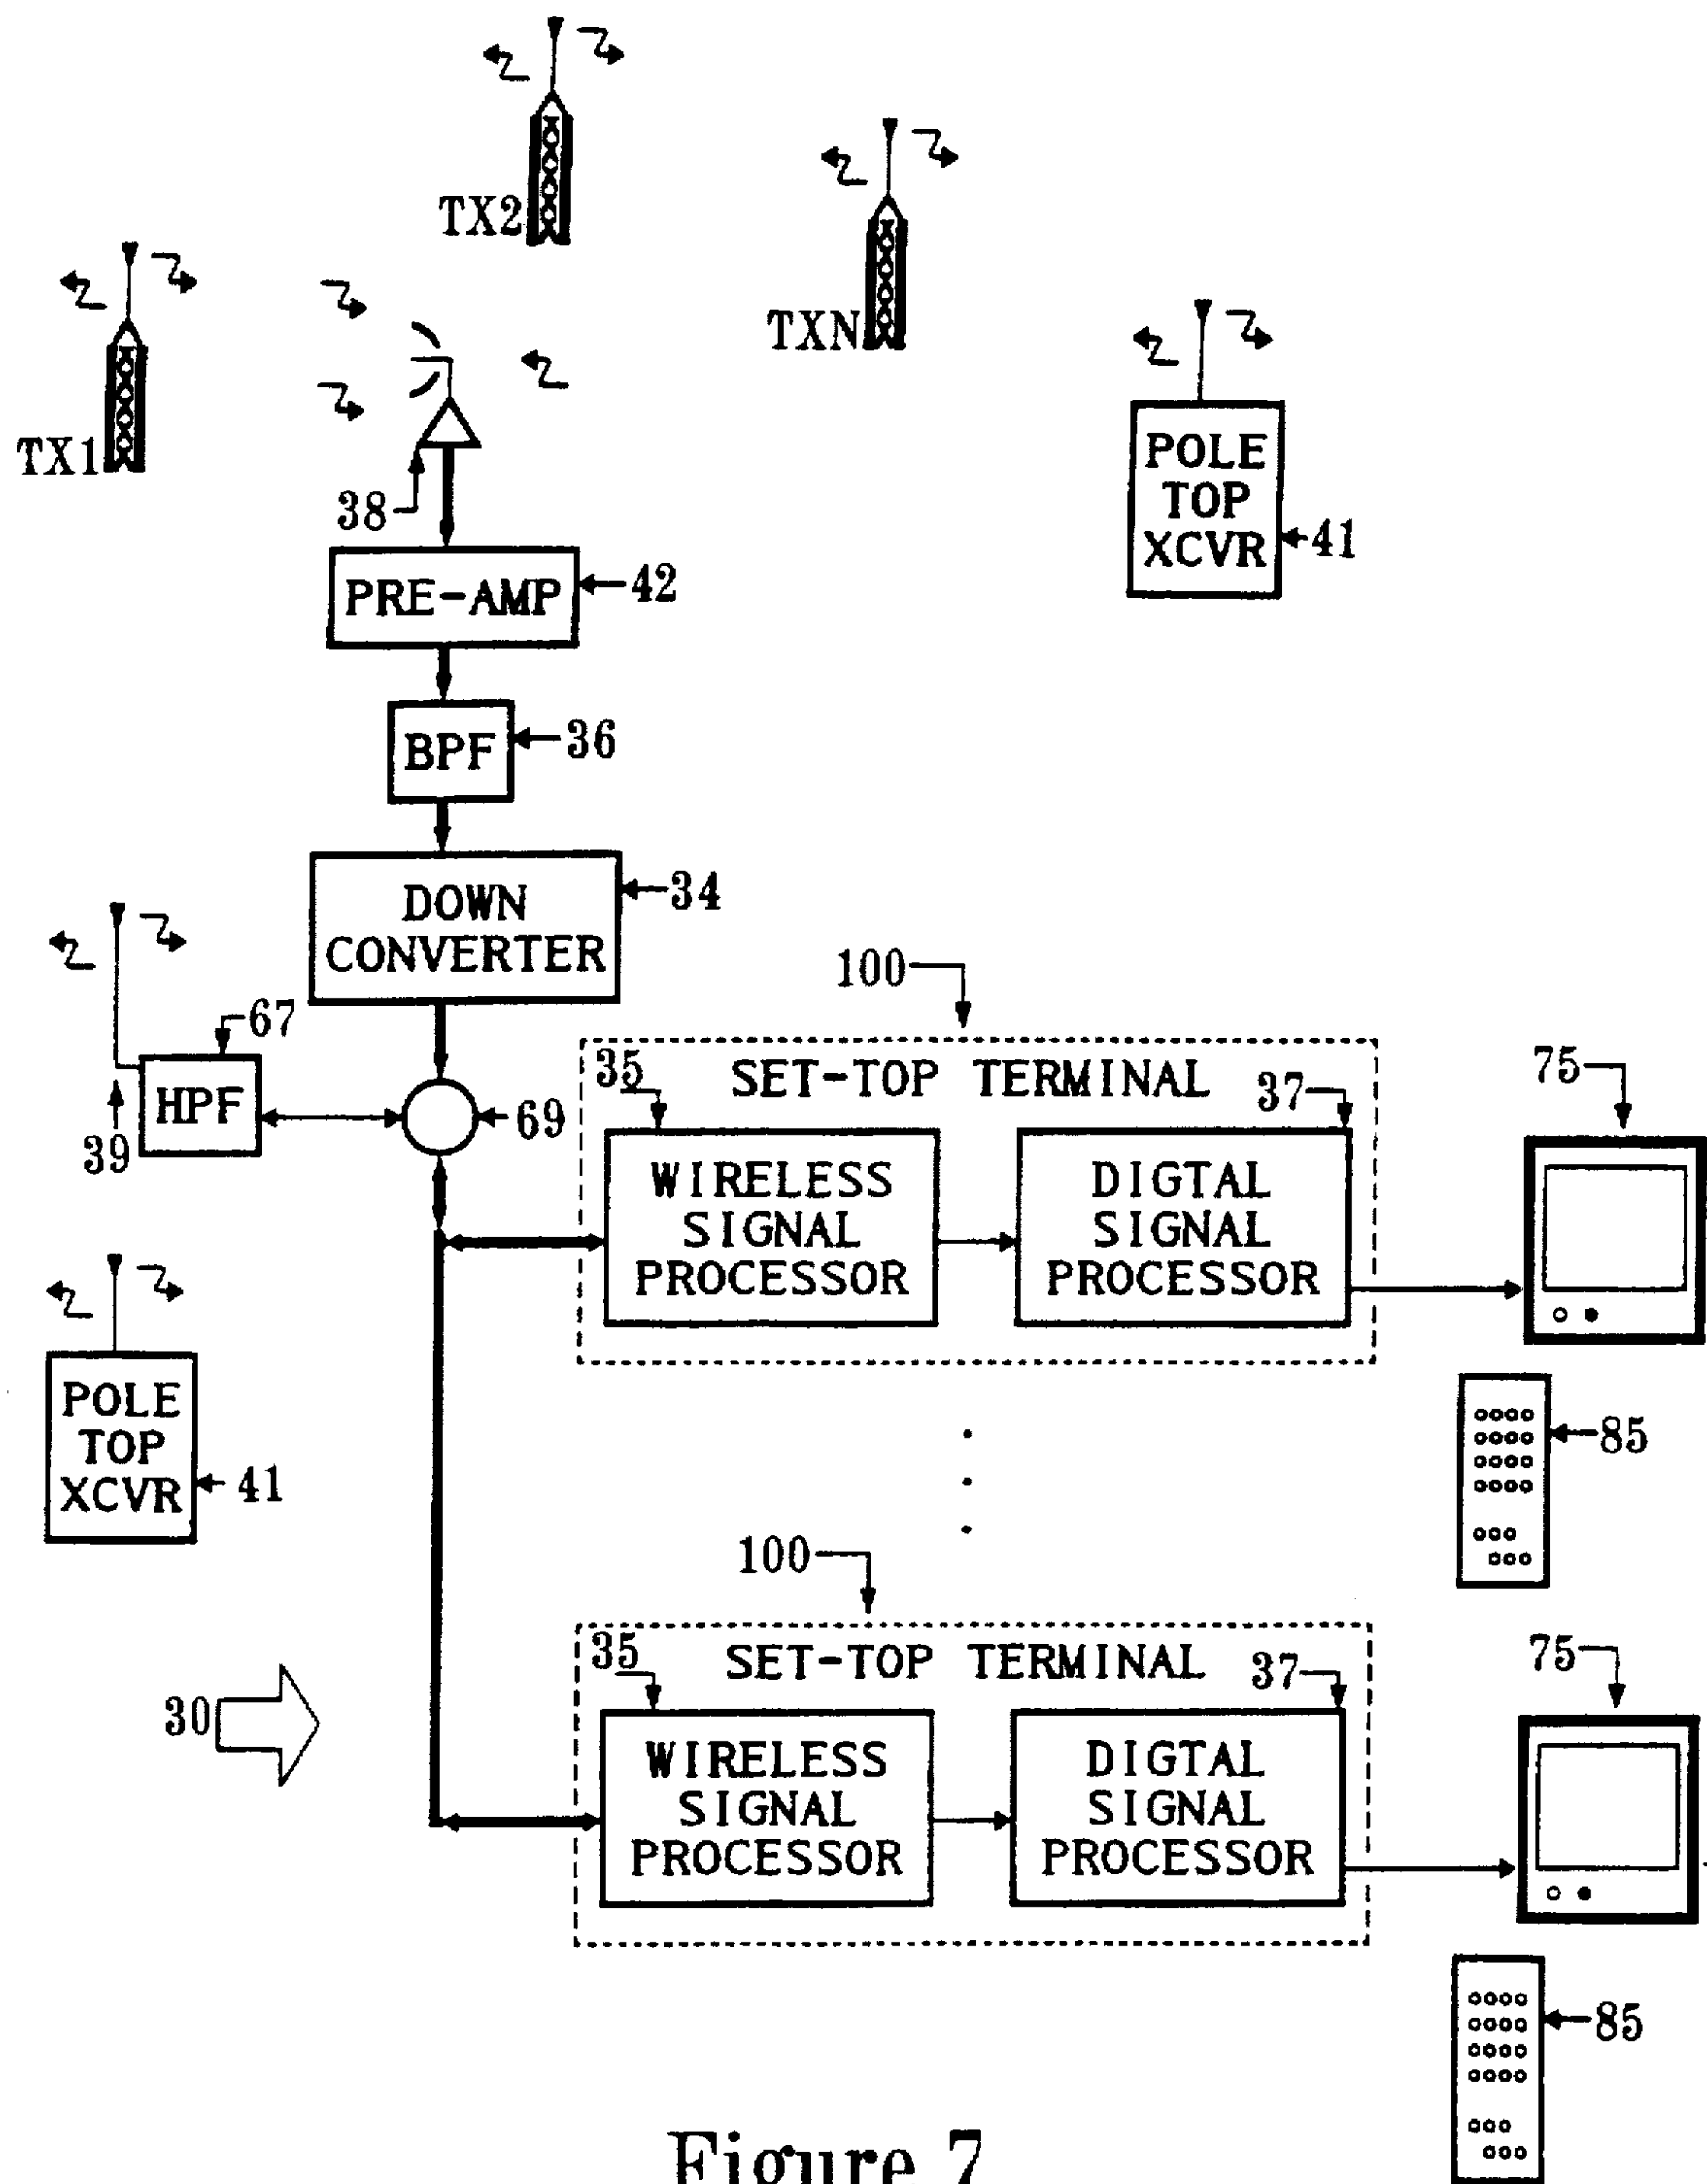 TX2
TXN
TX1
38
POLE
TOP
XCVR
41
PRE-AMP
42
BPF
36
DOWN
CONVERTER
34
100
67
HPF
39
69
35
SET-TOP TERMINAL
37
75
WIRELESS
SIGNAL
PROCESSOR
DIGTAL
SIGNAL
PROCESSOR
POLE
TOP
XCVR
41
85
100
35
SET-TOP TERMINAL
37
75
30
WIRELESS
SIGNAL
PROCESSOR
DIGTAL
SIGNAL
PROCESSOR
85
Figure 7